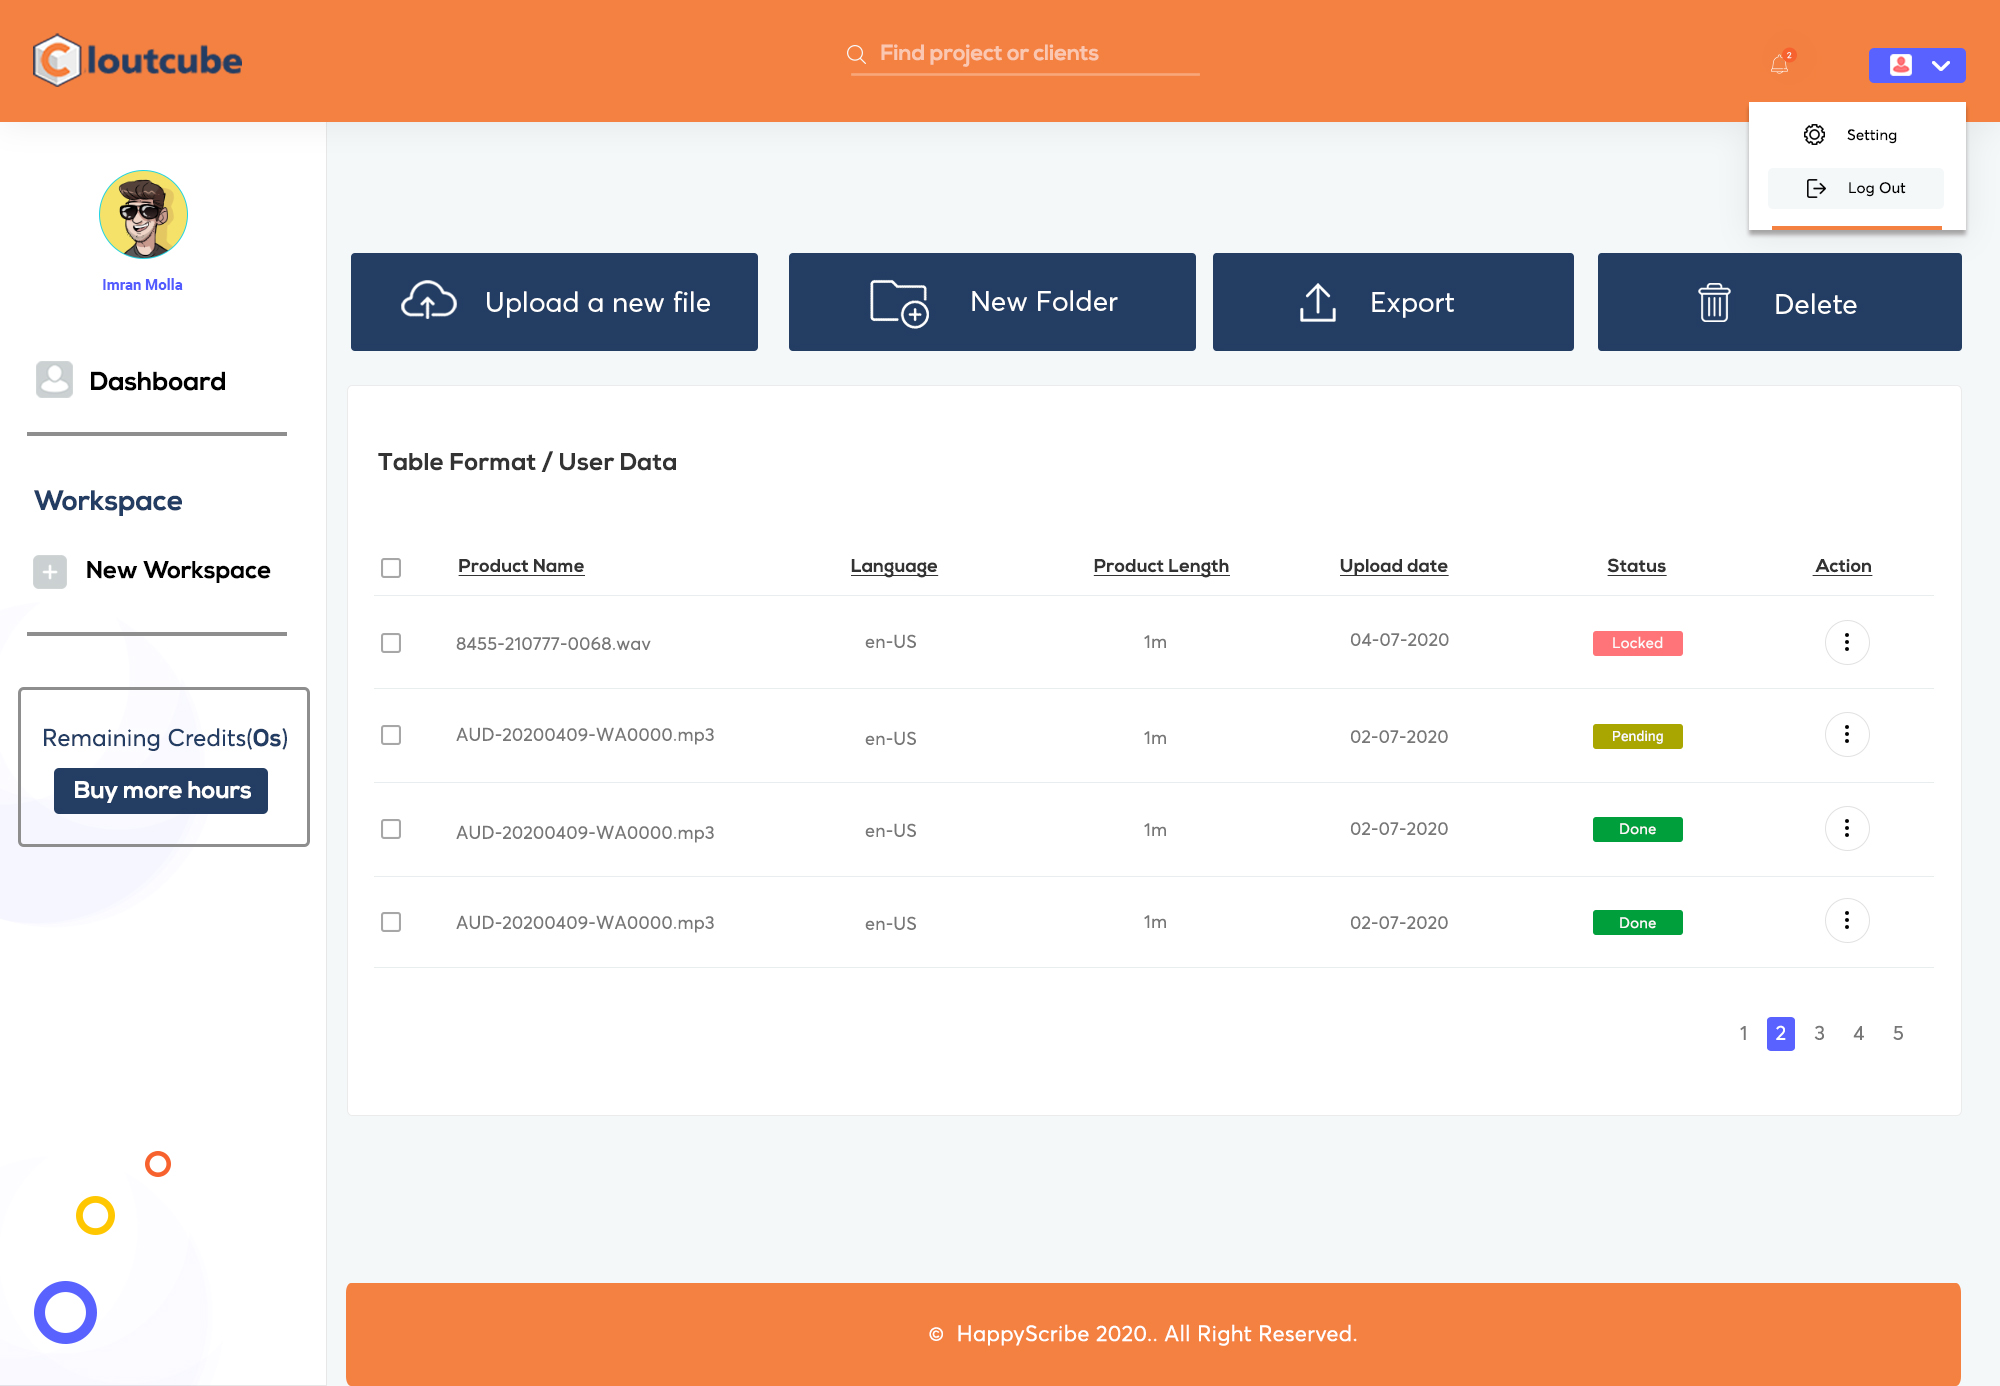 Cloutcube
Find project or clients
2
Setting
Log Out
Imran Molla
Dashboard
Workspace
New Workspace
Remaining Credits(0s)
Buy more hours
Upload a new file
New Folder
Export
Delete
Table Format / User Data
Product Name Language Product Length Upload date Status Action
8455-210777-0068.wav en-US 1m 04-07-2020 Locked
AUD-20200409-WA0000.mp3 en-US 1m 02-07-2020 Pending
AUD-20200409-WA0000.mp3 en-US 1m 02-07-2020 Done
AUD-20200409-WA0000.mp3 en-US 1m 02-07-2020 Done
1 2 3 4 5
© HappyScribe 2020.. All Right Reserved.